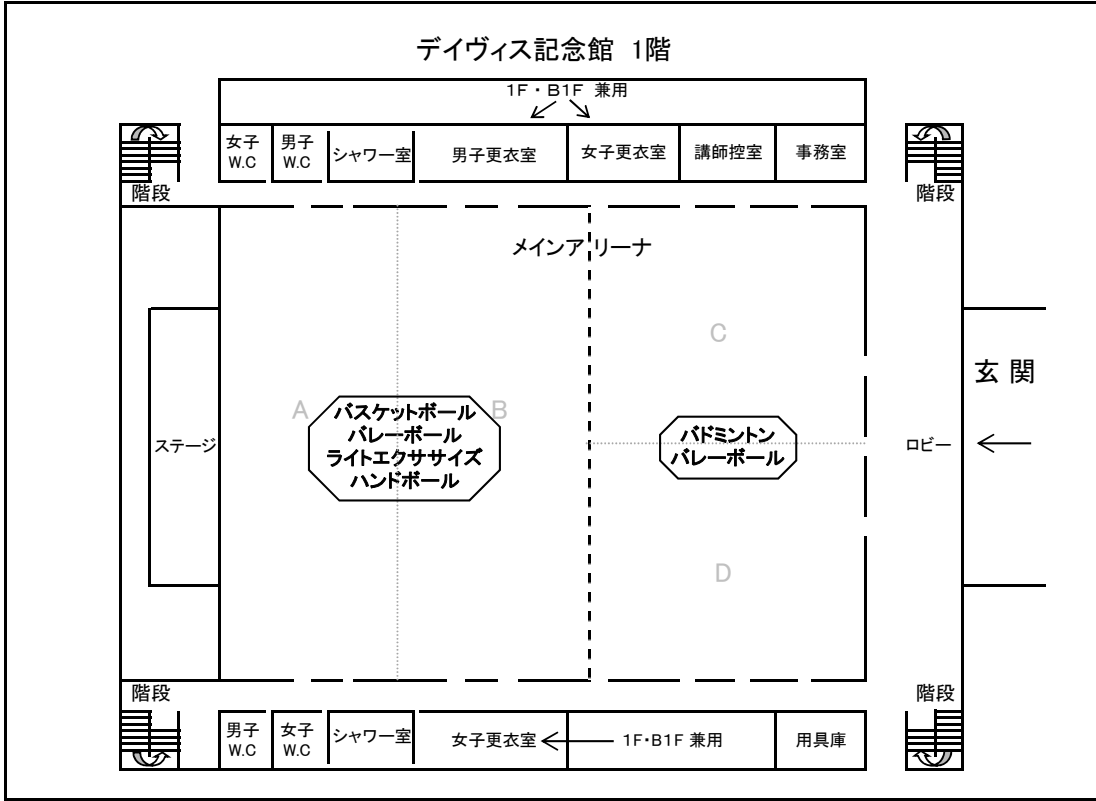 デイヴィス記念館 1階
1F・B1F 兼用
女子
W.C
男子
W.C
シャワー室
男子更衣室
女子更衣室
講師控室
事務室
階段
階段
メインアリーナ
C
玄関
A
B
バスケットボール
バレーボール
ライトエクササイズ
ハンドボール
バドミントン
バレーボール
ステージ
ロビー
D
階段
階段
男子
W.C
女子
W.C
シャワー室
女子更衣室
1F・B1F 兼用
用具庫